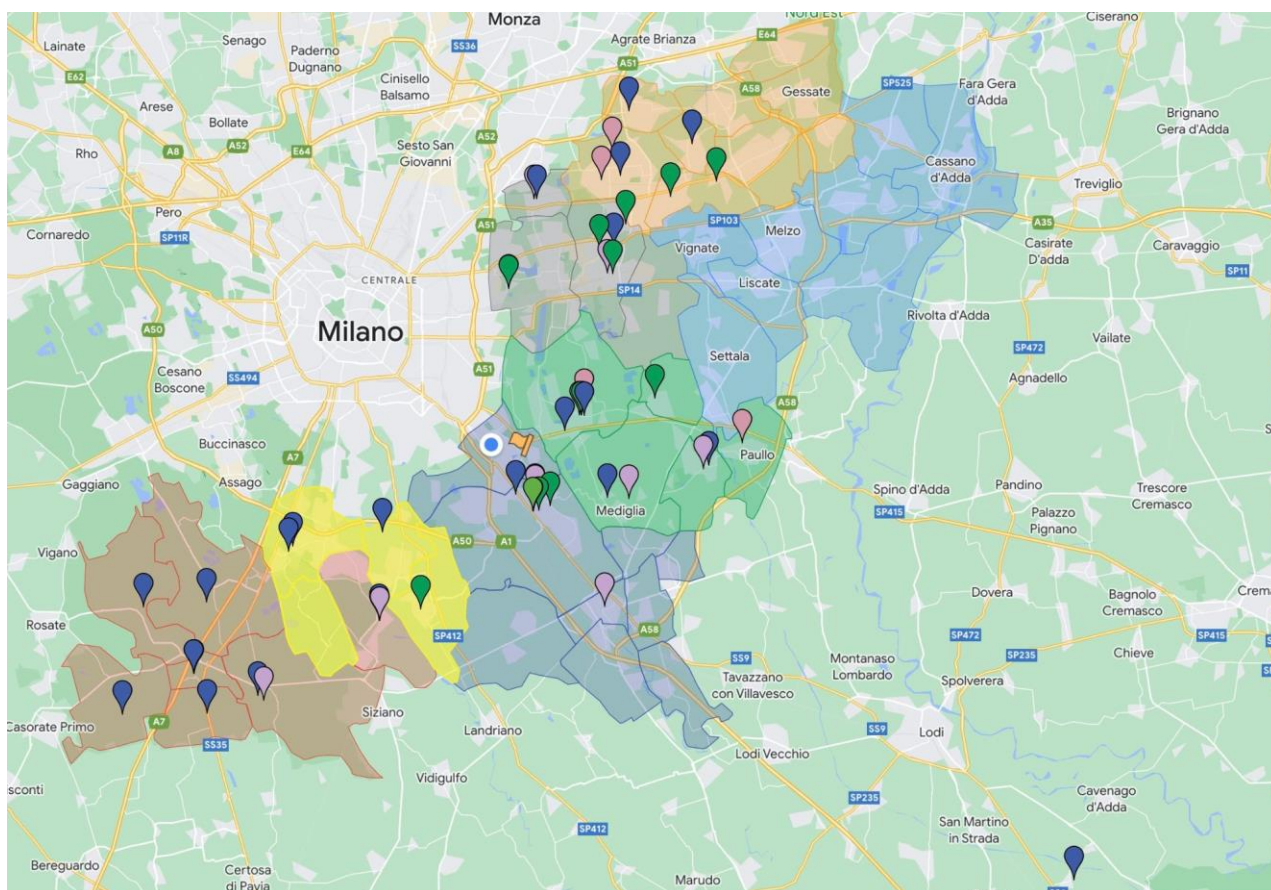 Nord Est
Monza
Senago
Lainate
Paderno
Dugnano
SS36
Agrate Brianza
E64
Ciserano
A51
E62
Cinisello
Balsamo
A58
SP525
Fara Gera
d'Adda
Gessate
Arese
Bollate
A52
A52
Brignano
Gera d'Adda
Rho
A8
E64
Sesto San
Giovanni
Cassano
d'Adda
Treviglio
Pero
A51
SP103
A35
Cornaredo
SP11R
Melzo
Vignate
Casirate
D'adda
Caravaggio
SP11
CENTRALE
Liscate
SP14
Rivolta d'Adda
A50
Milano
Vailate
SP472
Settala
Cesano
Boscone
A51
SS494
Agnadello
A58
Buccinasco
A7
Paullo
Gaggiano
Assago
Spino d'Adda
Pandino
Trescore
Cremasco
Mediglia
SP415
Palazzo
Pignano
A50
A1
Vigano
Dovera
Bagnolo
Cremasco
Rosate
SP412
A58
SP472
SP415
SS9
SP235
Chieve
Montanaso
Lombardo
Tavazzano
con Villavesco
Spolverera
Siziano
Casorate Primo
A7
Landriano
SS9
Lodi
SS35
Lodi Vecchio
Vidigulfo
SP235
Cavenago
d'Adda
SP412
San Martino
in Strada
Bereguardo
Certosa
di Pavia
Marudo